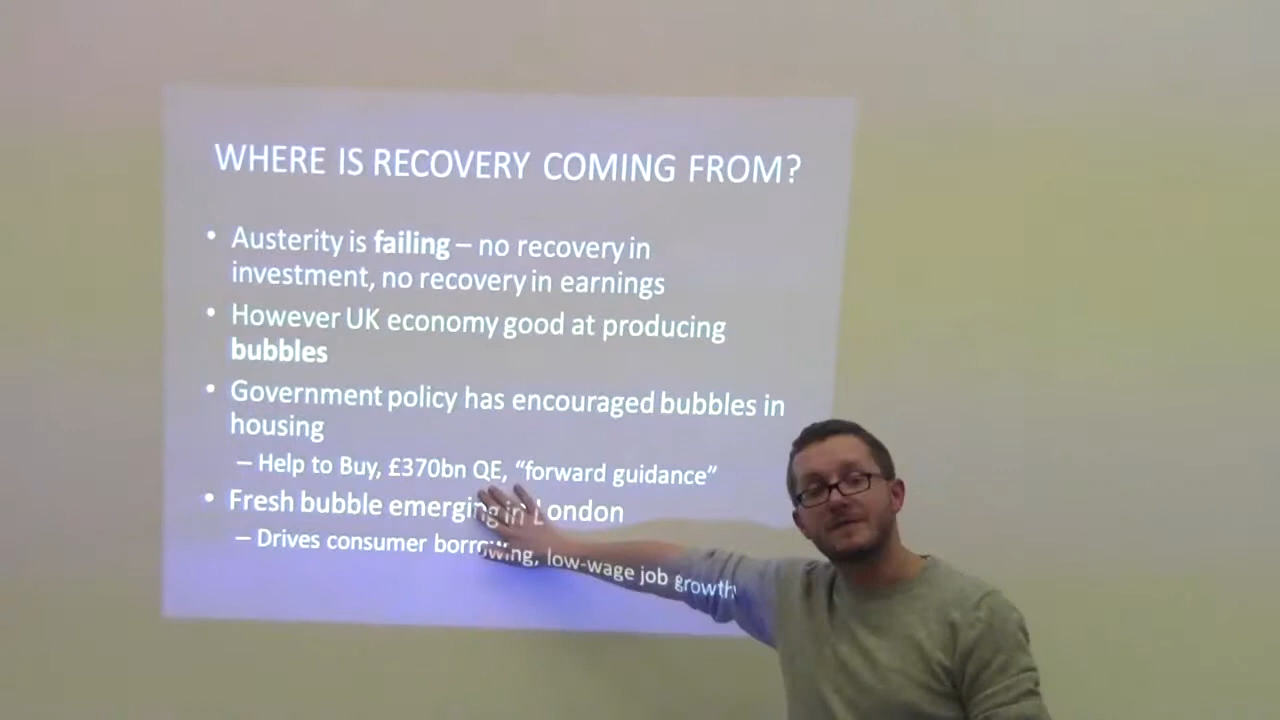 WHERE IS RECOVERY COMING FROM?
• Austerity is failing – no recovery in
investment, no recovery in earnings
• However UK economy good at producing
bubbles
• Government policy has encouraged bubbles in
housing
– Help to Buy, £370bn QE, “forward guidance”
• Fresh bubble emerging in London
– Drives consumer borrowing, low-wage job growth